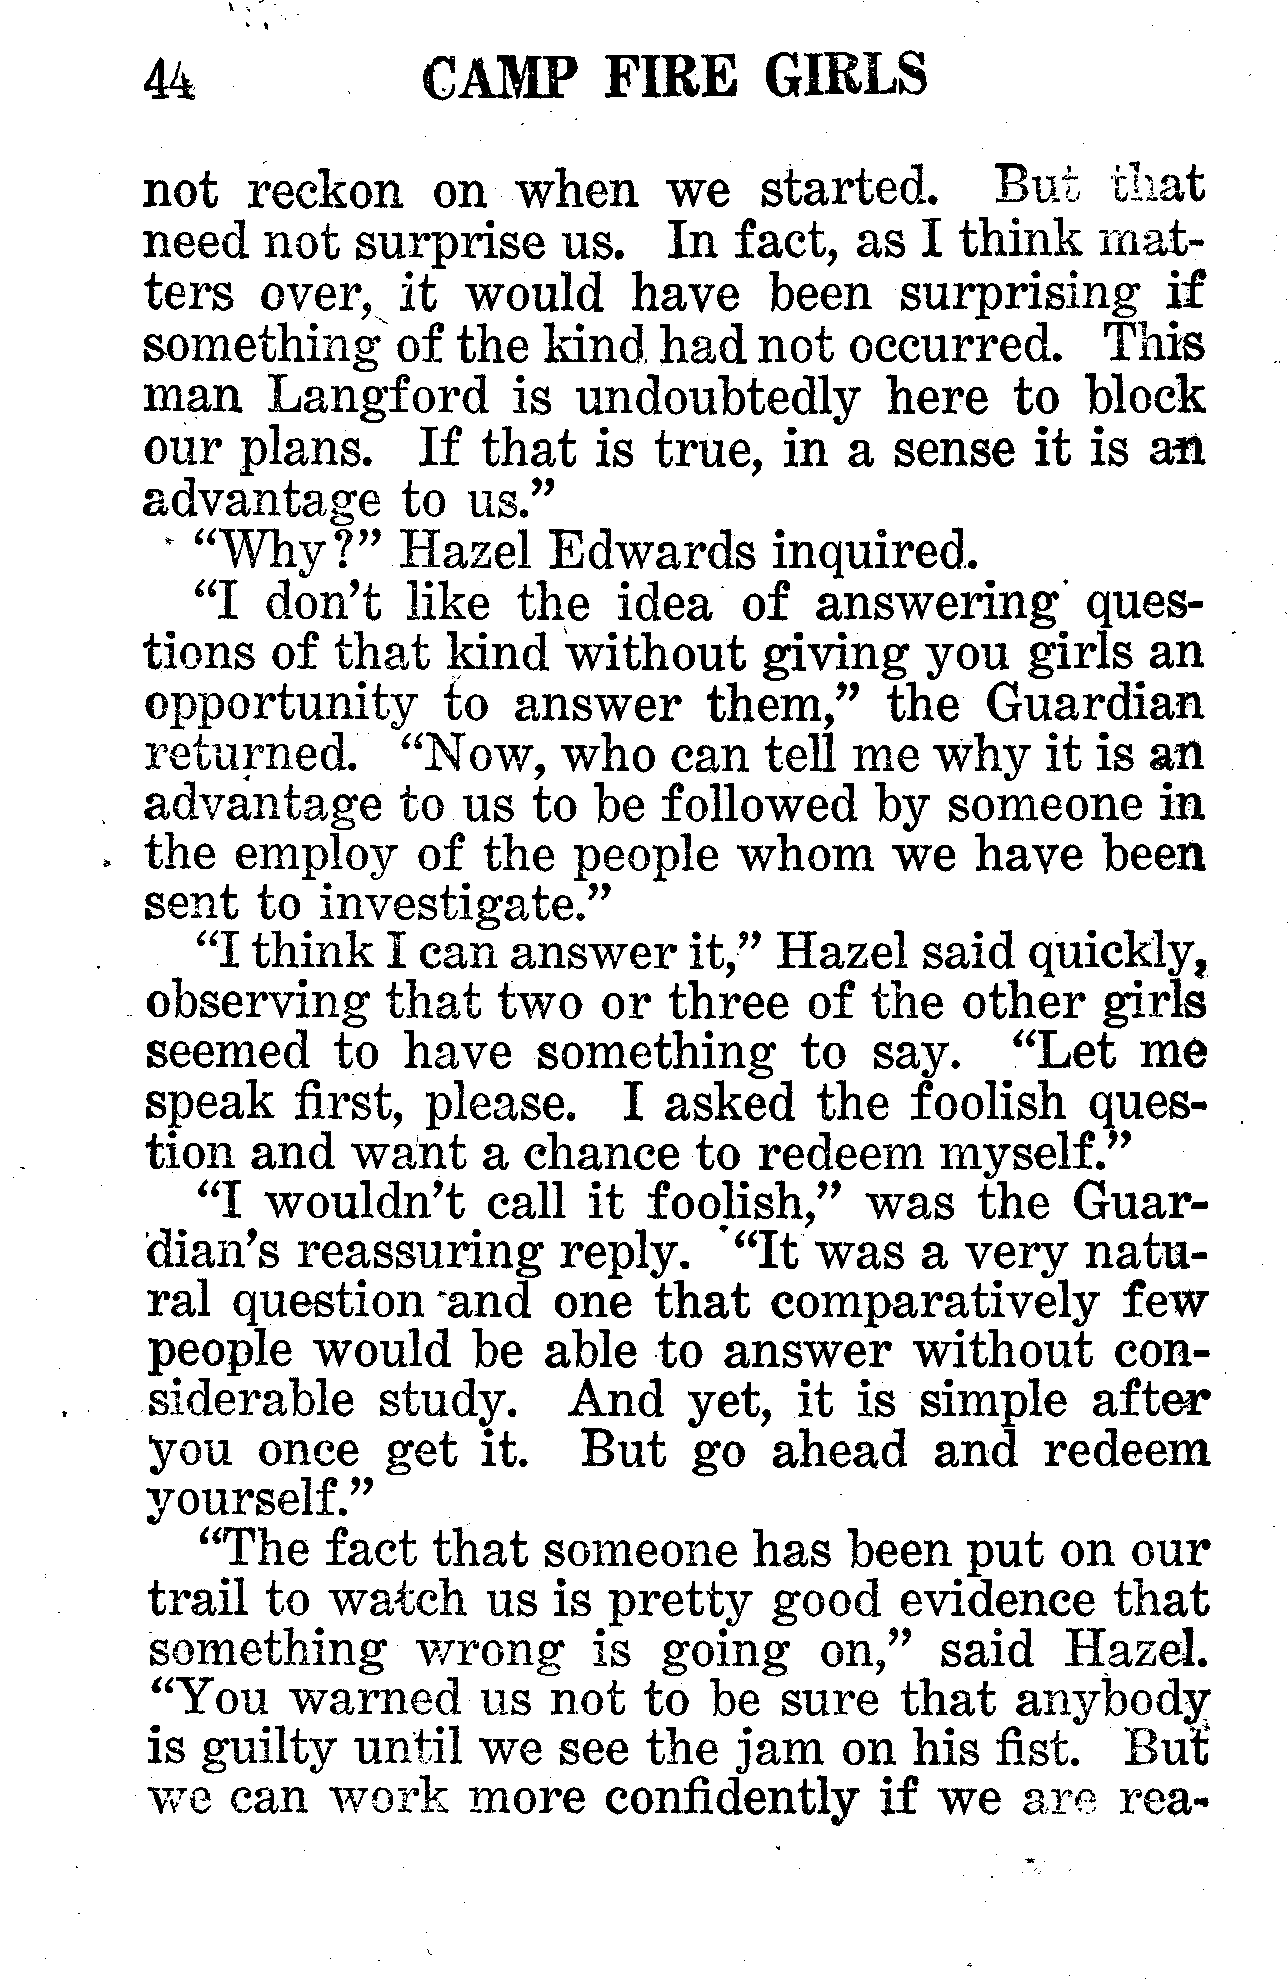 44 CAMP FIRE GIRLS
not reckon on when we started. But that
need not surprise us. In fact, as I think mat-
ters over, it would have been surprising if
something of the kind had not occurred. This
man Langford is undoubtedly here to block
our plans. If that is true, in a sense it is an
advantage to us.”
“Why?” Hazel Edwards inquired.
“I don’t like the idea of answering ques-
tions of that kind without giving you girls an
opportunity to answer them,” the Guardian
returned. “Now, who can tell me why it is an
advantage to us to be followed by someone in
the employ of the people whom we have been
sent to investigate.”
“I think I can answer it,” Hazel said quickly,
observing that two or three of the other girls
seemed to have something to say. “Let me
speak first, please. I asked the foolish ques-
tion and want a chance to redeem myself.”
“I wouldn’t call it foolish,” was the Guar-
dian’s reassuring reply. “It was a very natu-
ral question and one that comparatively few
people would be able to answer without con-
siderable study. And yet, it is simple after
you once get it. But go ahead and redeem
yourself.”
“The fact that someone has been put on our
trail to watch us is pretty good evidence that
something wrong is going on,” said Hazel.
“You warned us not to be sure that anybody
is guilty until we see the jam on his fist. But
we can work more confidently if we are rea-